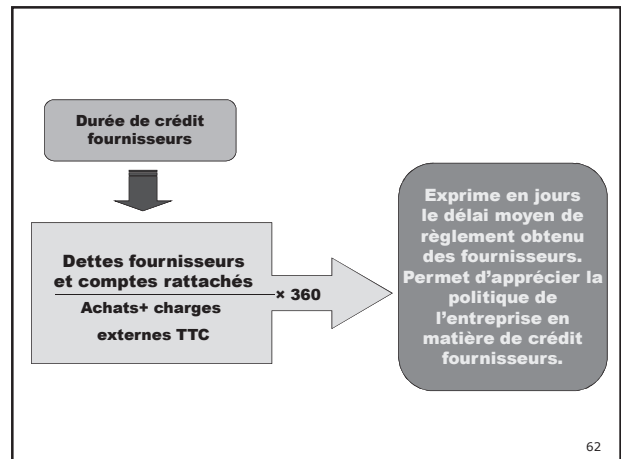 Durée de crédit
fournisseurs
Dettes fournisseurs
et comptes rattachés
× 360
Achats+ charges
externes TTC
Exprime en jours
le délai moyen de
règlement obtenu
des fournisseurs.
Permet d’apprécier la
politique de
l’entreprise en
matière de crédit
fournisseurs.
62